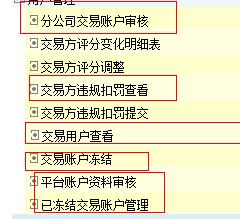 用户管理
分公司交易账户审核
交易方评分变化明细表
交易方评分调整
交易方违规扣罚查看
交易方违规扣罚提交
交易用户查看
交易账户冻结
平台账户资料审核
已冻结交易账户管理